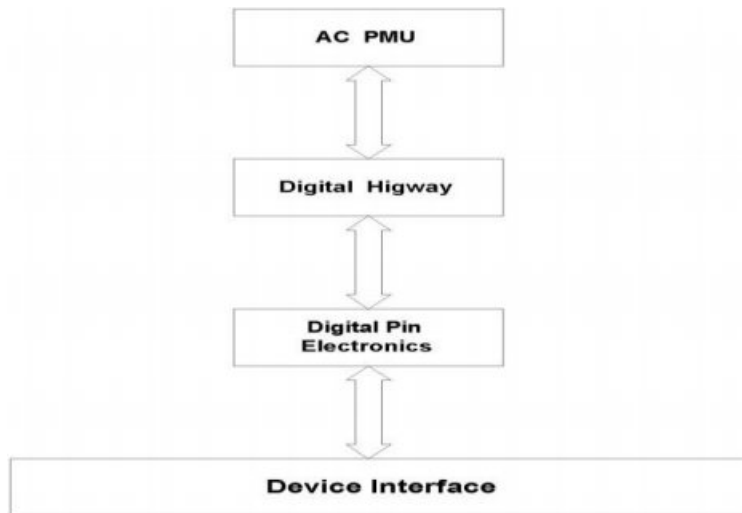 AC PMU
Digital Higway
Digital Pin
Electronics
Device Interface